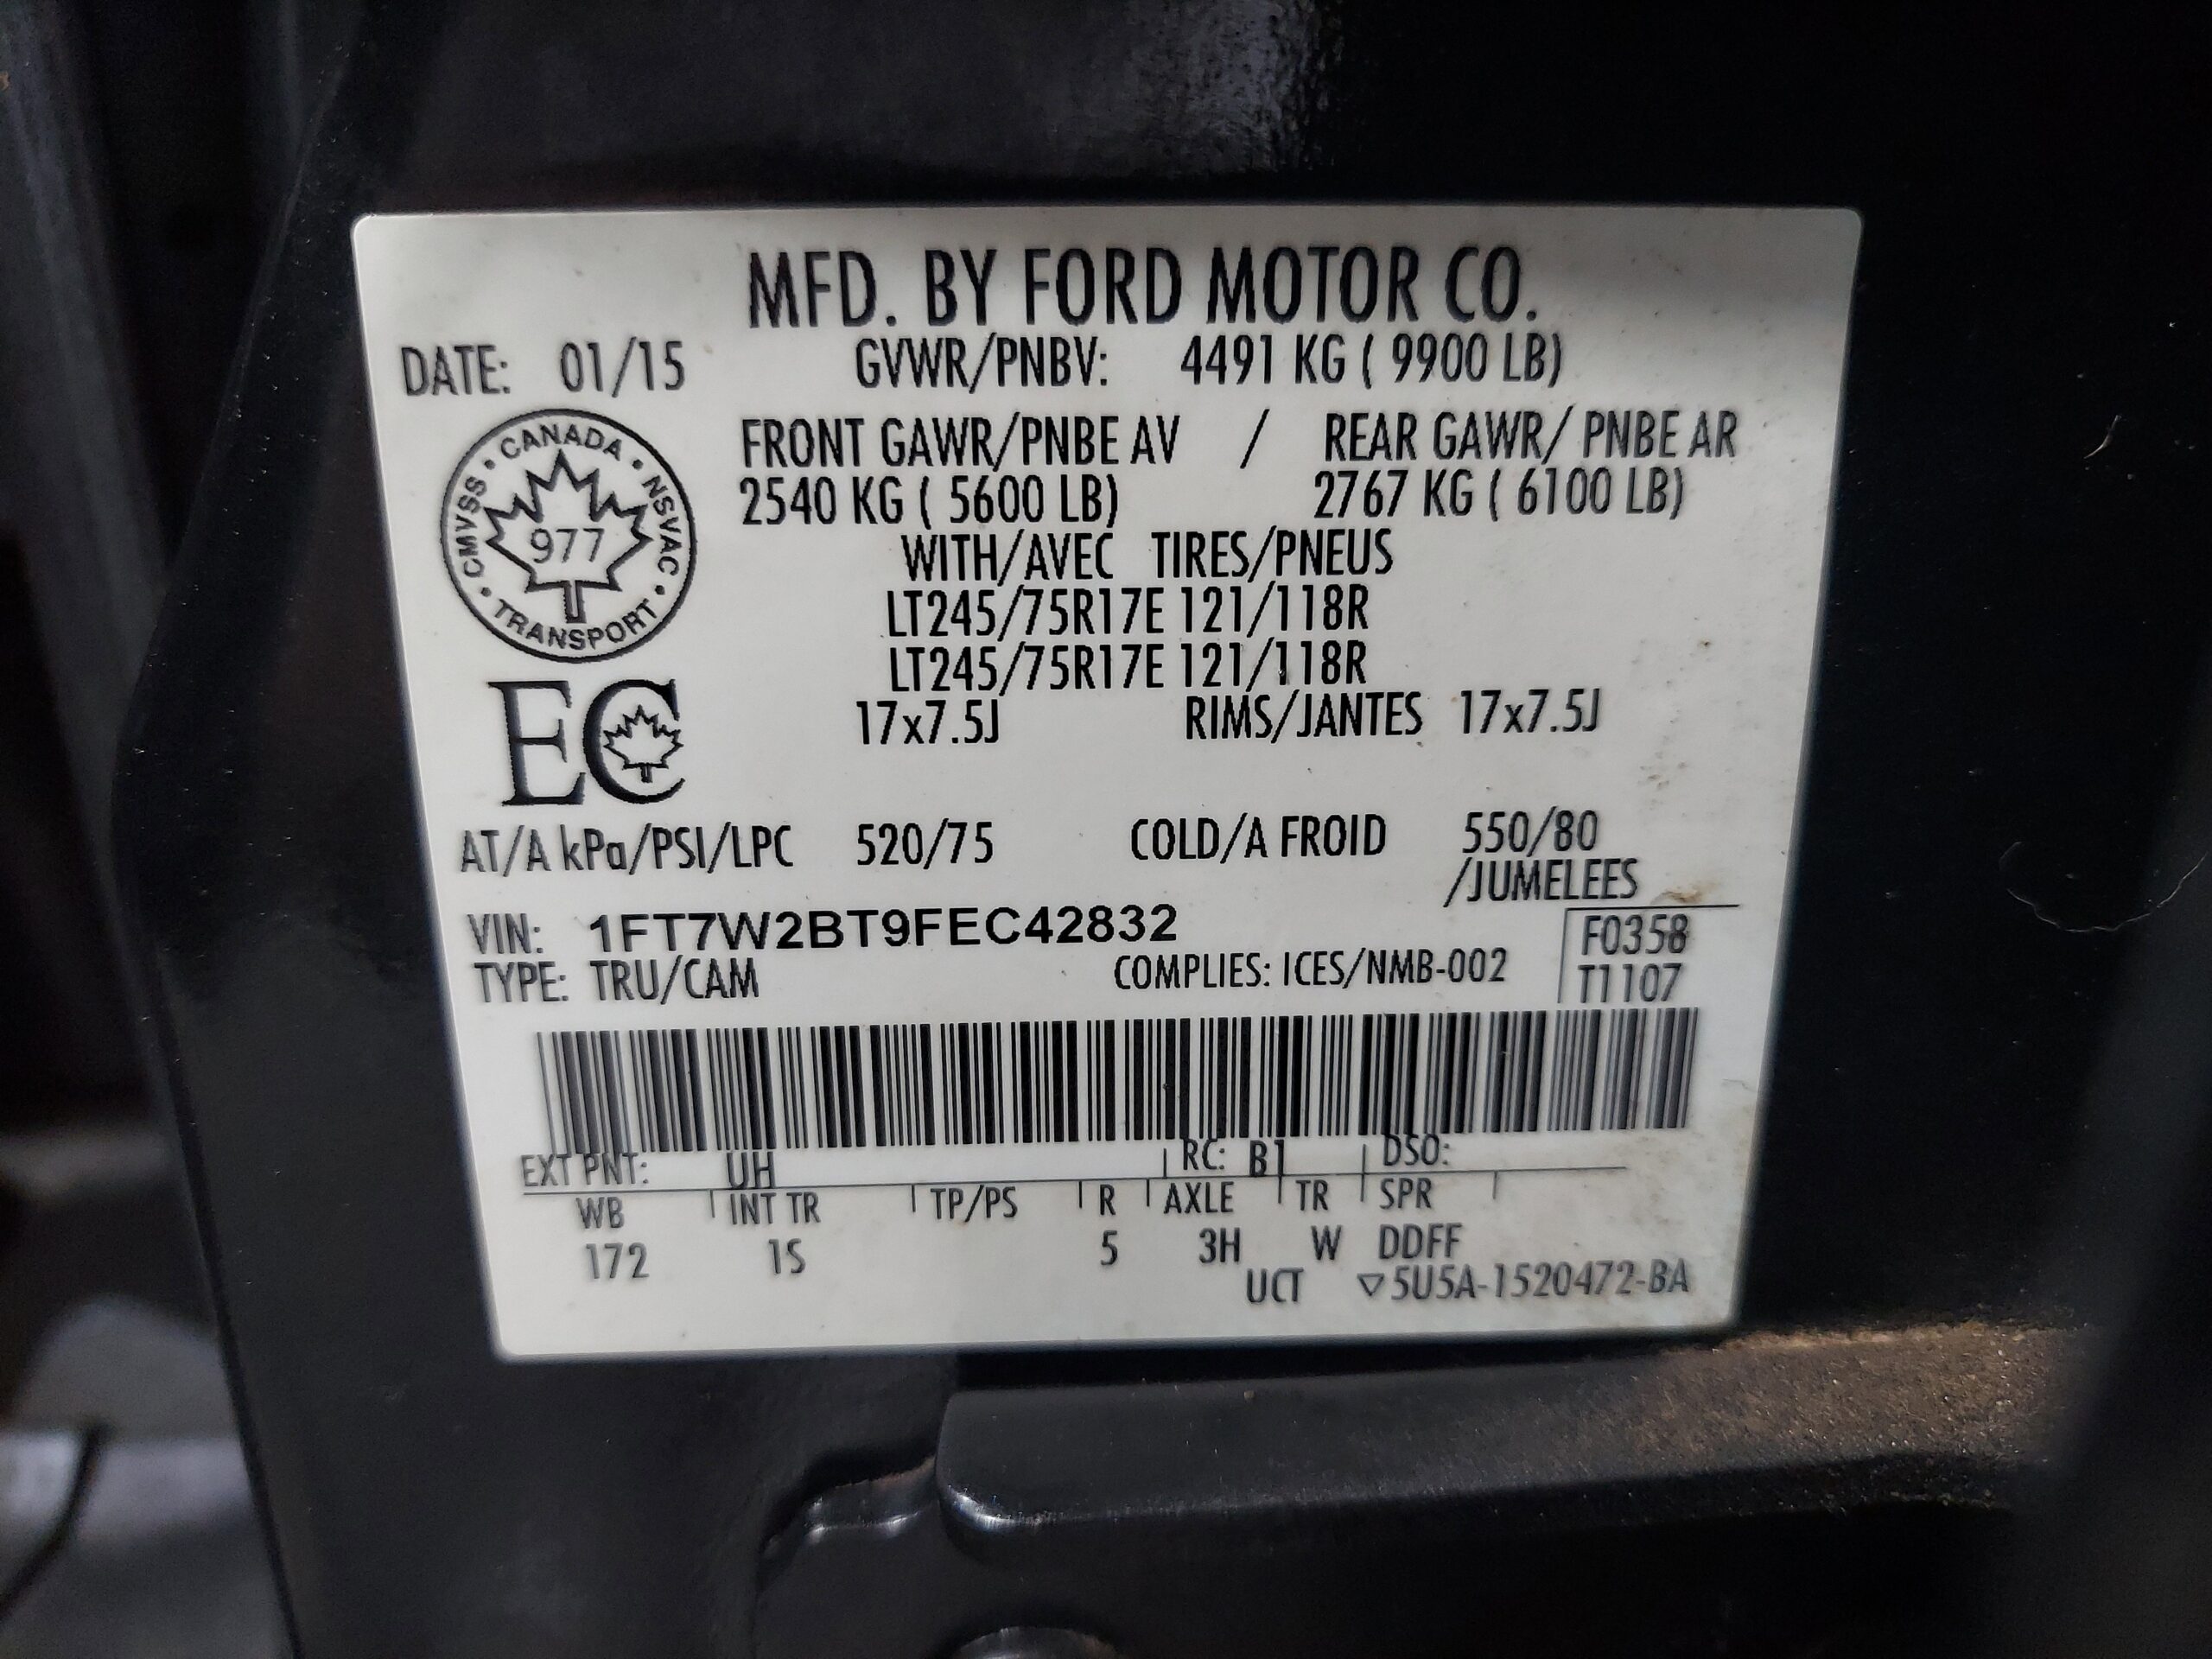 MFD. BY FORD MOTOR CO.
DATE: 01/15 GVWR/PNBV: 4491 KG ( 9900 LB)
FRONT GAWR/PNBE AV / REAR GAWR/ PNBE AR
2540 KG ( 5600 LB) 2767 KG ( 6100 LB)
CANADA • NSVAC • TRANSPORT • CMVSS •
977
WITH/AVEC TIRES/PNEUS
LT245/75R17E 121/118R
LT245/75R17E 121/118R
EC
17x7.5J RIMS/JANTES 17x7.5J
AT/A kPa/PSI/LPC 520/75 COLD/A FROID 550/80
/JUMELEES
VIN: 1FT7W2BT9FEC42832 F0358
TYPE: TRU/CAM COMPLIES: ICES/NMB-002 T1107
EXT PNT: UH RC: B1 DSO:
WB INT TR TP/PS R AXLE TR SPR
172 1S 5 3H W DDFF
UCT ▽5U5A-1520472-BA